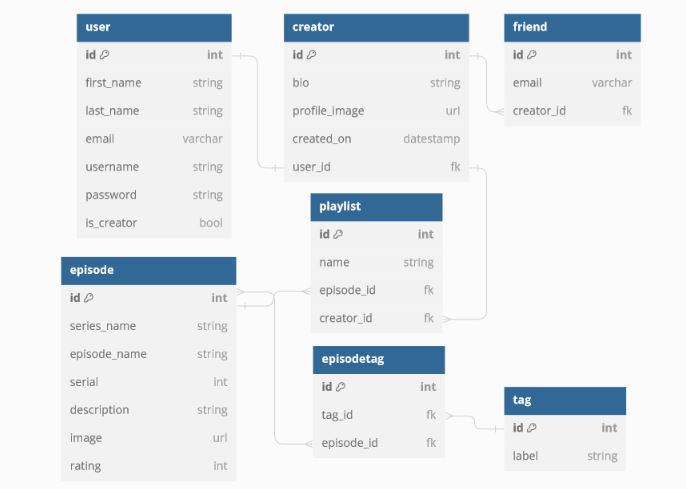 user
id int
first_name string
last_name string
email varchar
username string
password string
is_creator bool
creator
id int
bio string
profile_image url
created_on datestamp
user_id fk
friend
id int
email varchar
creator_id fk
playlist
id int
name string
episode_id fk
creator_id fk
episode
id int
series_name string
episode_name string
serial int
description string
image url
rating int
episodetag
id int
tag_id fk
episode_id fk
tag
id int
label string